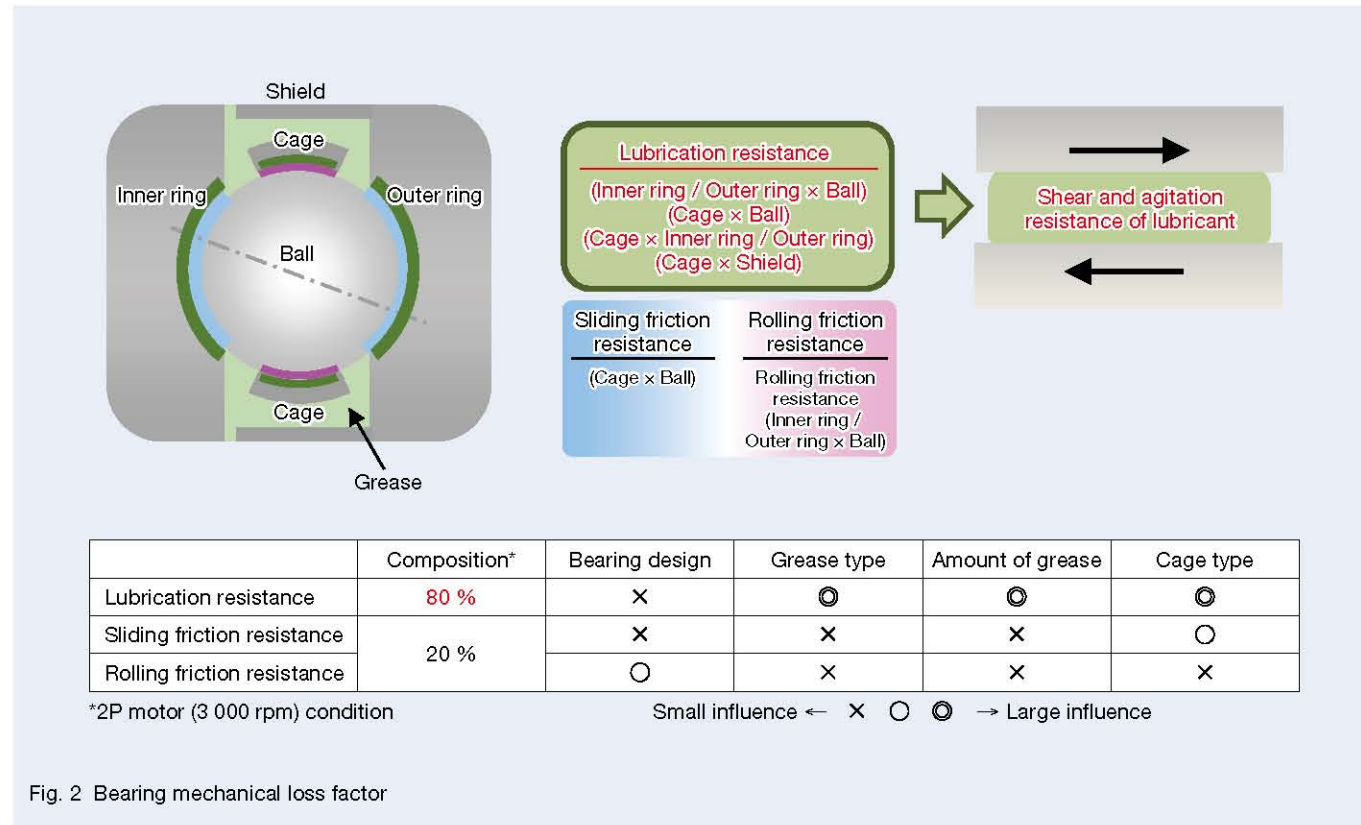 Shield
Cage
Inner ring
Outer ring
Ball
Cage
Grease
Lubrication resistance
(Inner ring / Outer ring × Ball)
(Cage × Ball)
(Cage × Inner ring / Outer ring)
(Cage × Shield)
Shear and agitation
resistance of lubricant
Sliding friction
resistance
(Cage × Ball)
Rolling friction
resistance
Rolling friction
resistance
(Inner ring /
Outer ring × Ball)
Composition* Bearing design Grease type Amount of grease Cage type
Lubrication resistance 80 % × ◎ ◎ ◎
Sliding friction resistance 20 % × × × ○
Rolling friction resistance ○ × × ×
*2P motor (3 000 rpm) condition
Small influence ← × ○ ◎ → Large influence
Fig. 2 Bearing mechanical loss factor